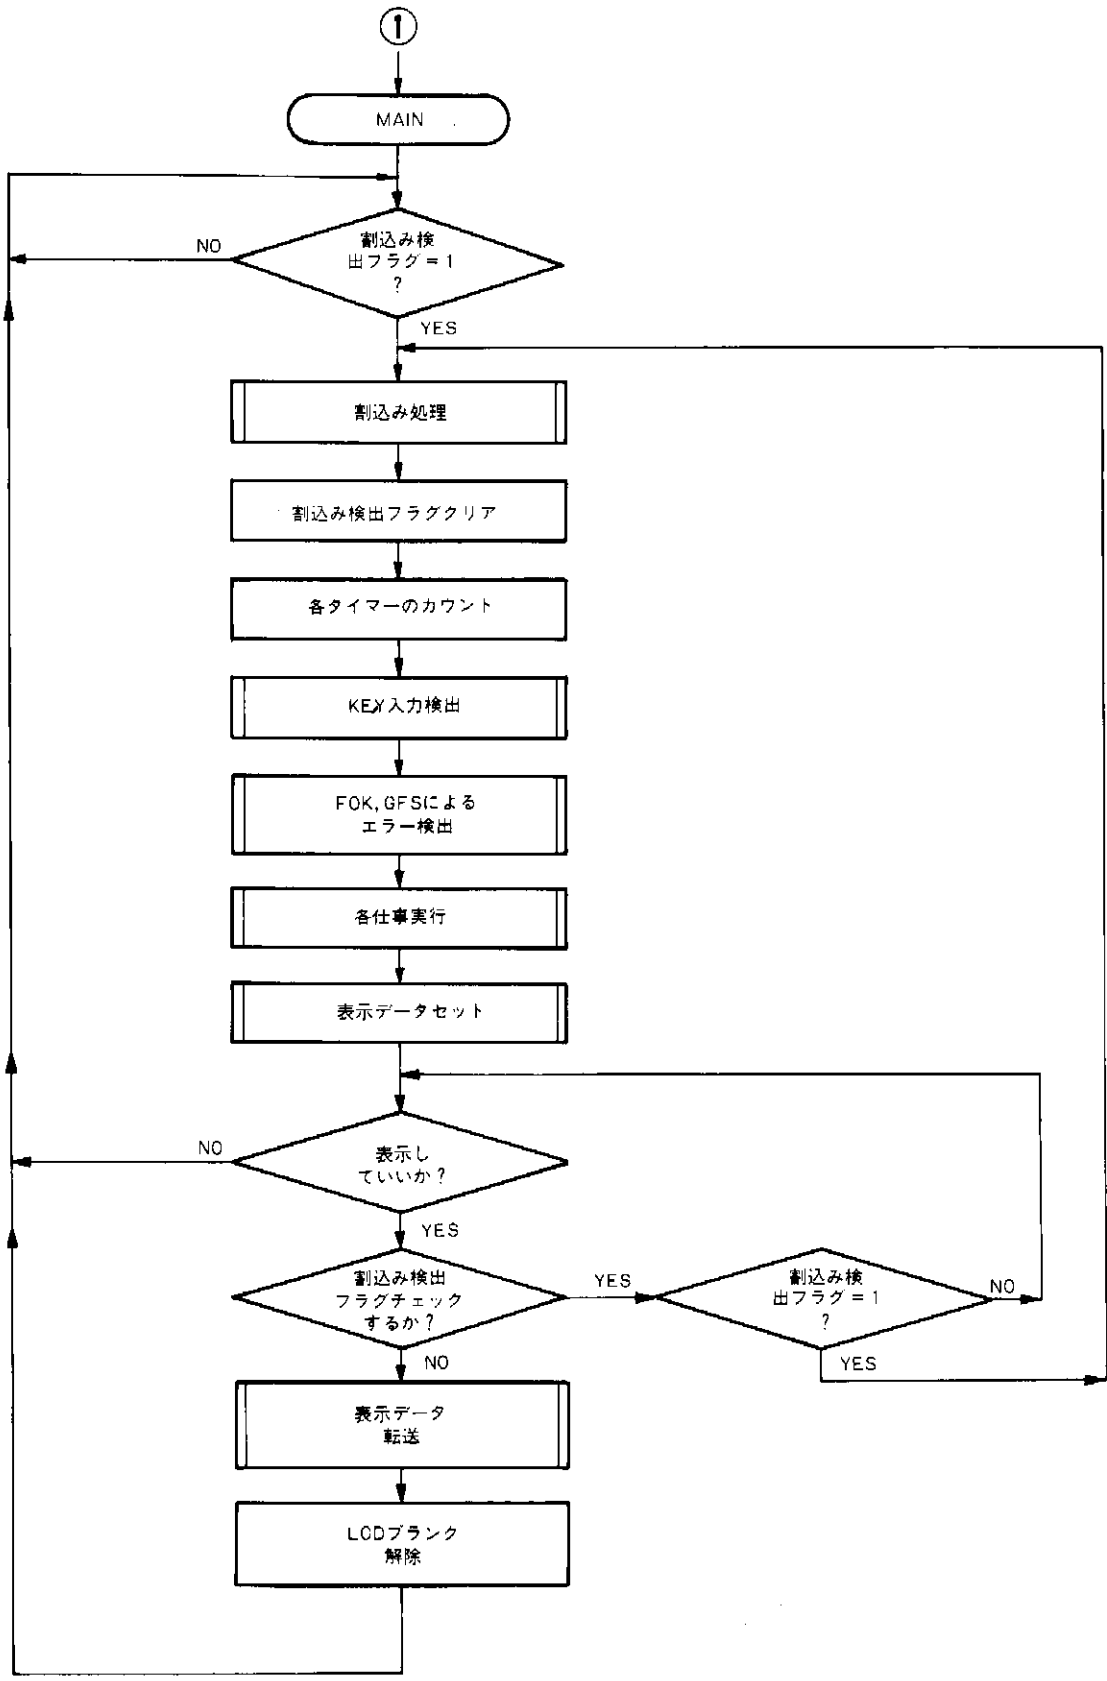 1
MAIN
割込み検
出フラグ=1
?
NO
YES
割込み処理
割込み検出フラグクリア
各タイマーのカウント
KEY入力検出
FOK,GFSによる
エラー検出
各仕事実行
表示データセット
表示し
ていいか?
NO
YES
割込み検出
フラグチェック
するか?
YES
割込み検
出フラグ=1
?
NO
YES
NO
表示データ
転送
LCDブランク
解除